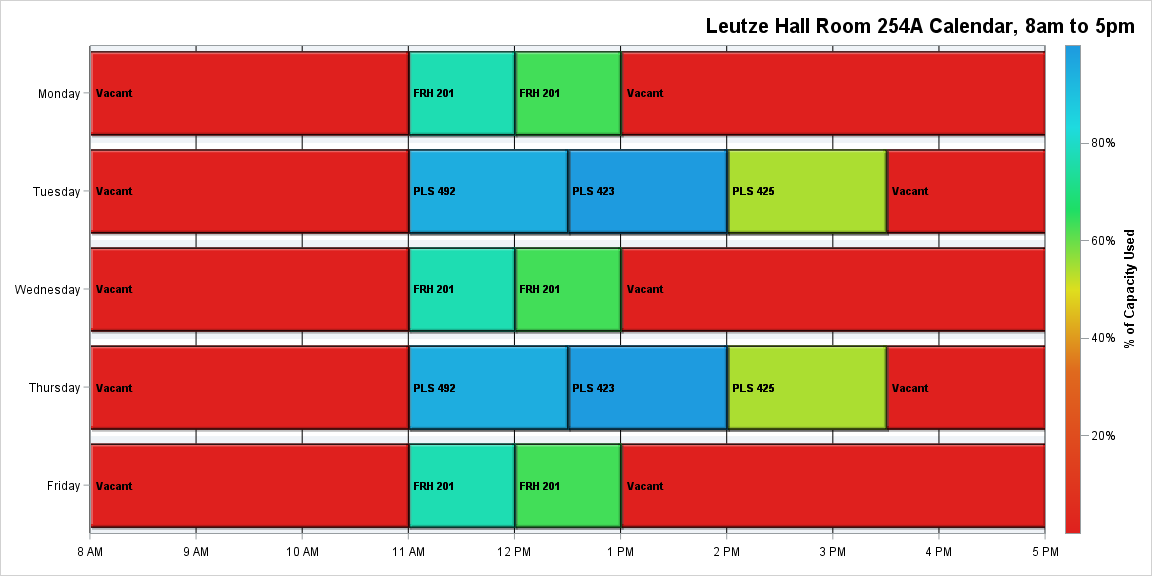 Leutze Hall Room 254A Calendar, 8am to 5pm
Monday
Vacant
FRH 201
FRH 201
Vacant
Tuesday
Vacant
PLS 492
PLS 423
PLS 425
Vacant
Wednesday
Vacant
FRH 201
FRH 201
Vacant
Thursday
Vacant
PLS 492
PLS 423
PLS 425
Vacant
Friday
Vacant
FRH 201
FRH 201
Vacant
8 AM
9 AM
10 AM
11 AM
12 PM
1 PM
2 PM
3 PM
4 PM
5 PM
80%
60%
40%
20%
% of Capacity Used